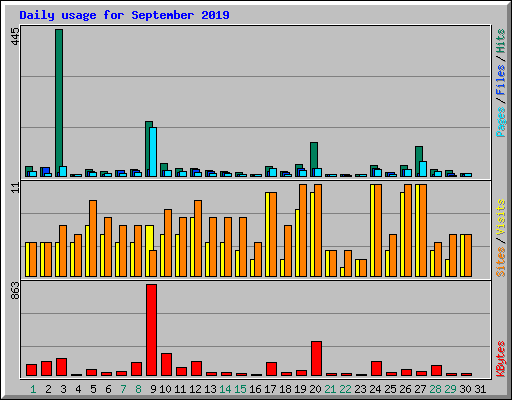 Daily usage for September 2019
445
Pages/Files/Hits
11
Sites/Visits
863
KBytes
1 2 3 4 5 6 7 8 9 10 11 12 13 14 15 16 17 18 19 20 21 22 23 24 25 26 27 28 29 30 31